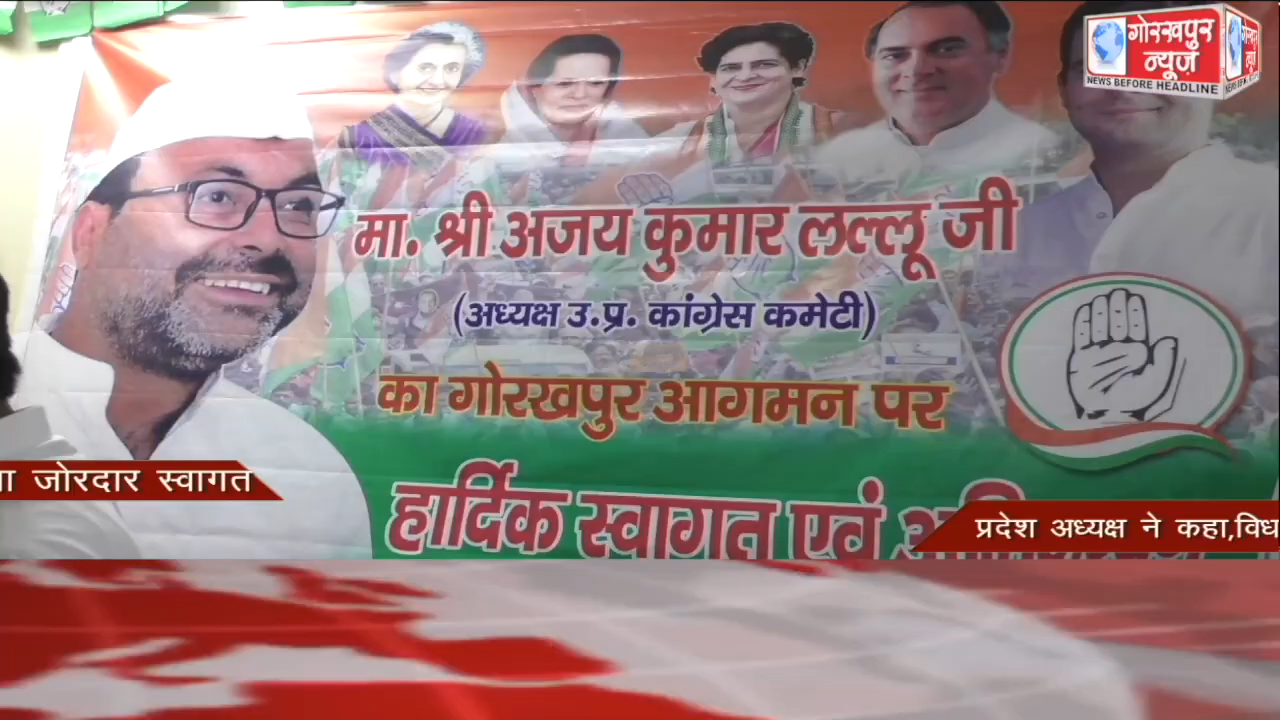 गोरखपुर
न्यूज़
NEWS BEFORE HEADLINE
मा. श्री अजय कुमार लल्लू जी
(अध्यक्ष उ.प्र. कांग्रेस कमेटी)
का गोरखपुर आगमन पर
हार्दिक स्वागत एवं
जोरदार स्वागत
प्रदेश अध्यक्ष ने कहा,विध